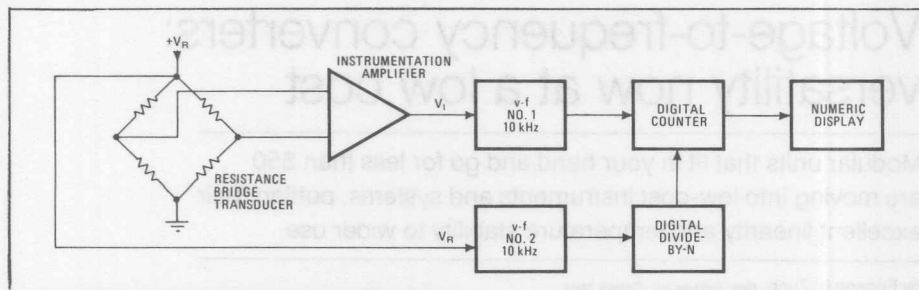 +VR
INSTRUMENTATION
AMPLIFIER
V1
v-f
NO. 1
10 kHz
DIGITAL
COUNTER
NUMERIC
DISPLAY
RESISTANCE
BRIDGE
TRANSDUCER
VR
v-f
NO. 2
10 kHz
DIGITAL
DIVIDE-
BY-N
Voltage-to-frequency converters:
versatility now at a low cost
Modular units that fit in your hand and go for less than $50
are moving into low-cost instruments and systems, putting their
excellent linearity and temperature stability to wider use